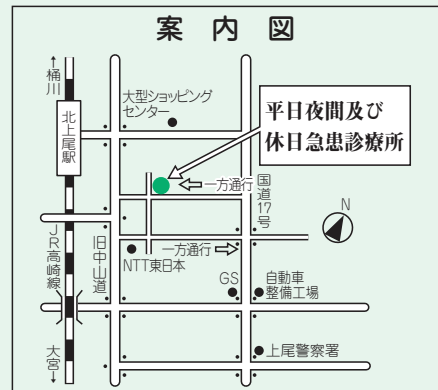 案内図
←桶川
北上尾駅
JR高崎線
大宮→
旧中山道
大型ショッピング
センター
平日夜間及び
休日急患診療所
一方通行
国道17号
N
一方通行
NTT東日本
GS
自動車
整備工場
上尾警察署